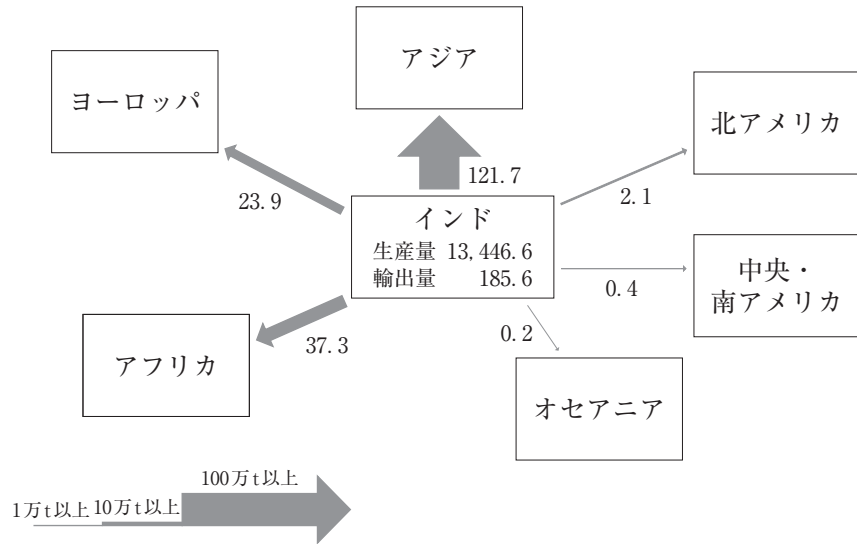 アジア
ヨーロッパ
北アメリカ
121.7
23.9
2.1
インド
生産量 13,446.6
輸出量 185.6
中央・
南アメリカ
0.4
0.2
37.3
アフリカ
オセアニア
100万t以上
10万t以上
1万t以上